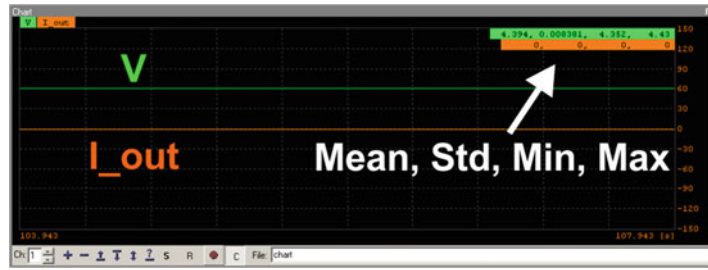 Chart
V I_out
4.394, 0.008381, 4.352, 4.43
0, 0, 0, 0
150
120
90
60
30
0
-30
-60
-90
-120
-150
V
I_out
Mean, Std, Min, Max
103.943
107.943 [s]
Ch: 1 + - ? S R C File: chart